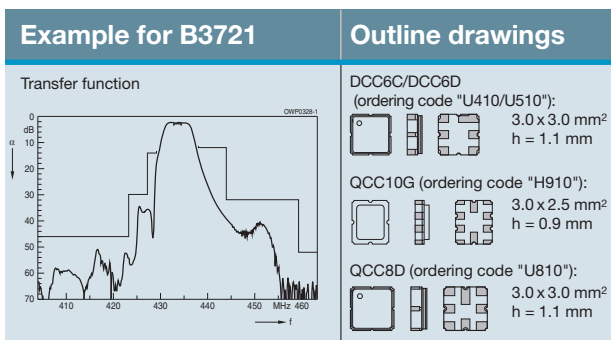 Example for B3721
Transfer function
OWP0328-1
0
dB
α
10
20
30
40
50
60
70
410 420 430 440 450 MHz 460
f
Outline drawings
DCC6C/DCC6D
(ordering code "U410/U510"):
3.0 x 3.0 mm²
h = 1.1 mm
QCC10G (ordering code "H910"):
3.0 x 2.5 mm²
h = 0.9 mm
QCC8D (ordering code "U810"):
3.0 x 3.0 mm²
h = 1.1 mm